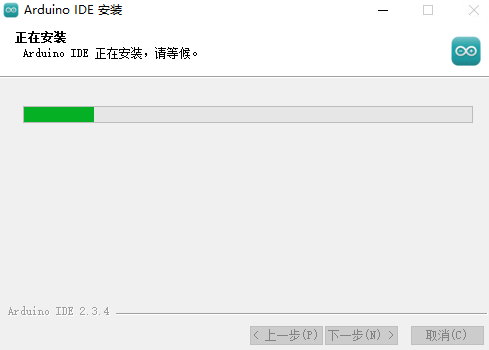 Arduino IDE 安装
正在安装
Arduino IDE 正在安装，请等候。
Arduino IDE 2.3.4
< 上一步(P) 下一步(N) > 取消(C)